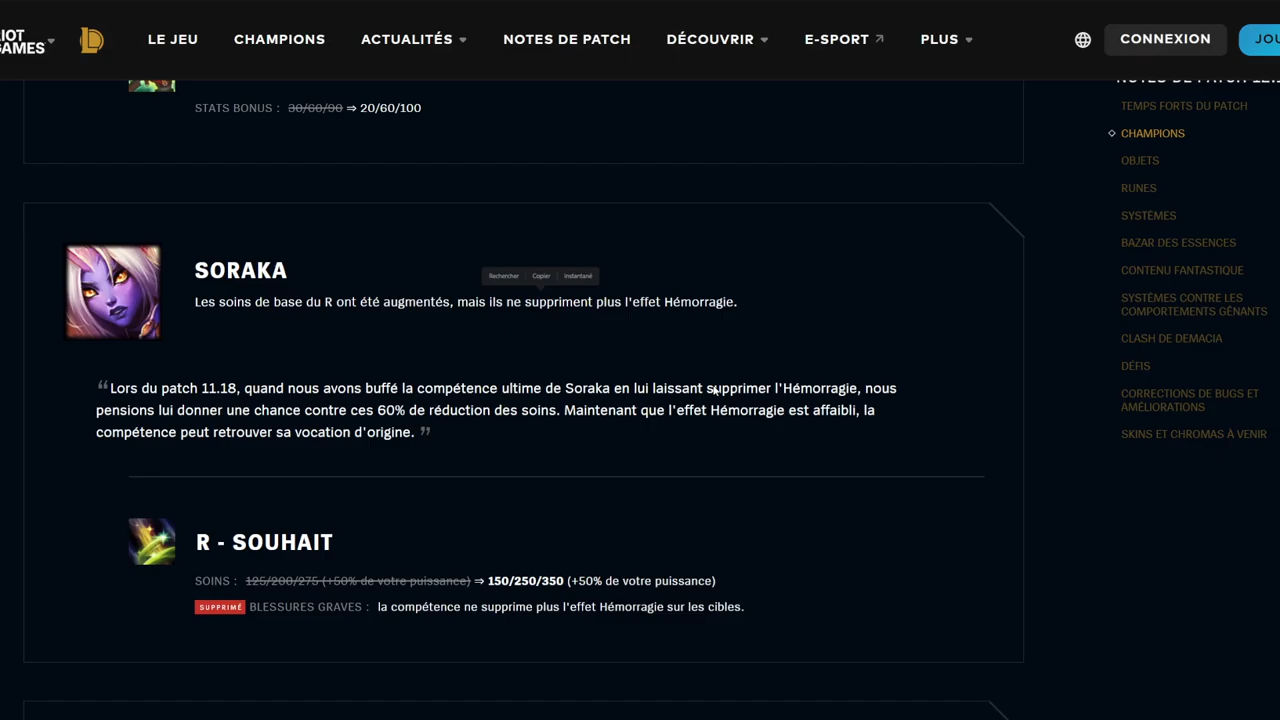 RIOT GAMES
LE JEU CHAMPIONS ACTUALITÉS NOTES DE PATCH DÉCOUVRIR E-SPORT PLUS CONNEXION
STATS BONUS : 30/60/90 ⇒ 20/60/100
SORAKA
Rechercher Copier Instantané
Les soins de base du R ont été augmentés, mais ils ne suppriment plus l'effet Hémorragie.
“Lors du patch 11.18, quand nous avons buffé la compétence ultime de Soraka en lui laissant supprimer l'Hémorragie, nous
pensions lui donner une chance contre ces 60% de réduction des soins. Maintenant que l'effet Hémorragie est affaibli, la
compétence peut retrouver sa vocation d'origine. ”
R - SOUHAIT
SOINS : 125/200/275 (+50% de votre puissance) ⇒ 150/250/350 (+50% de votre puissance)
SUPPRIMÉ BLESSURES GRAVES : la compétence ne supprime plus l'effet Hémorragie sur les cibles.
NOTES DE PATCH
TEMPS FORTS DU PATCH
CHAMPIONS
OBJETS
RUNES
SYSTÈMES
BAZAR DES ESSENCES
CONTENU FANTASTIQUE
SYSTÈMES CONTRE LES
COMPORTEMENTS GÊNANTS
CLASH DE DEMACIA
DÉFIS
CORRECTIONS DE BUGS ET
AMÉLIORATIONS
SKINS ET CHROMAS À VENIR